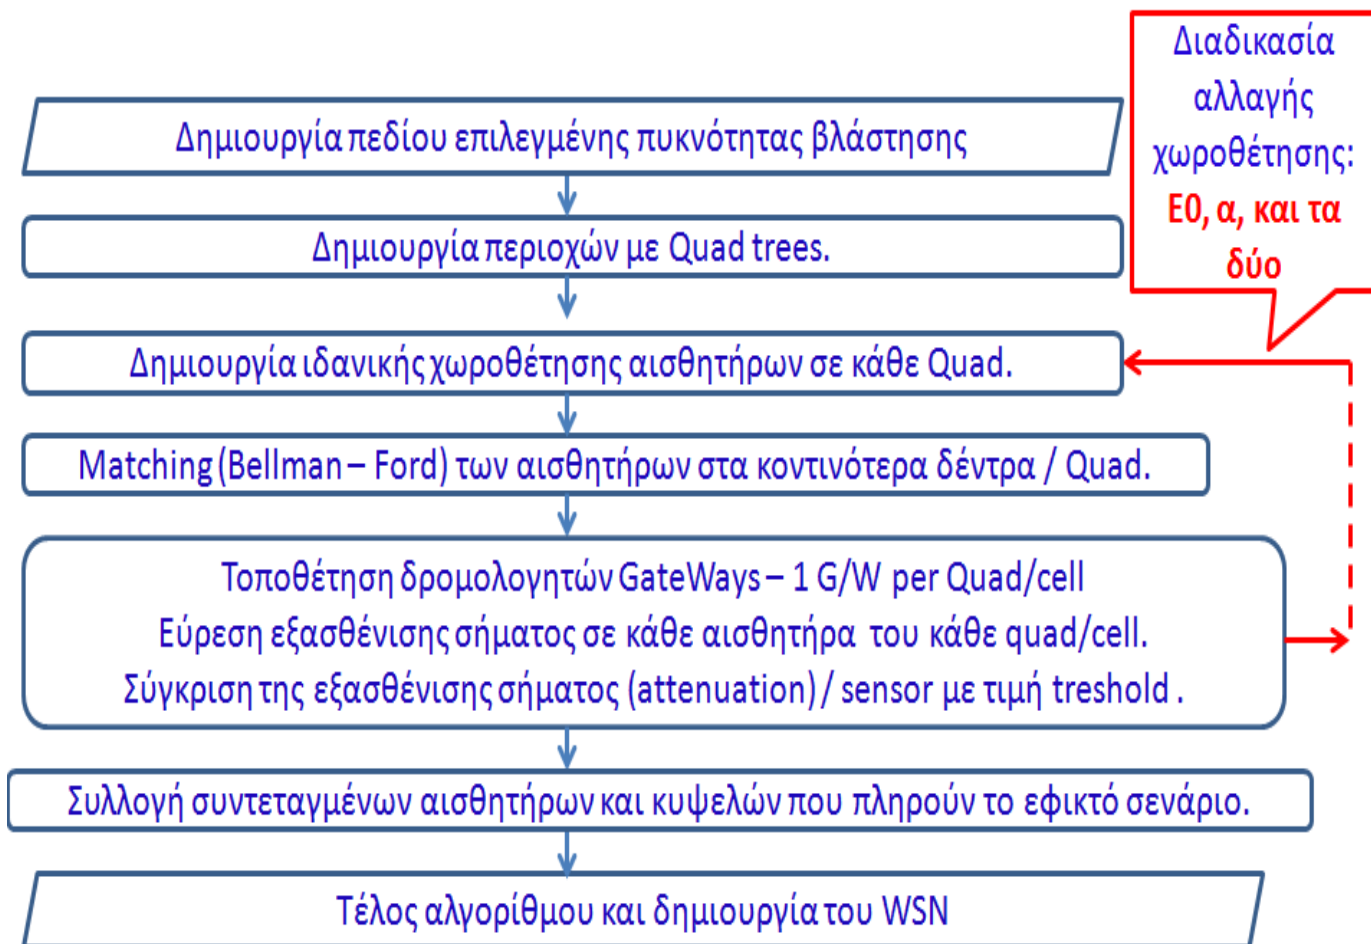 Διαδικασία
αλλαγής
χωροθέτησης:
E0, α, και τα
δύο
Δημιουργία πεδίου επιλεγμένης πυκνότητας βλάστησης
Δημιουργία περιοχών με Quad trees.
Δημιουργία ιδανικής χωροθέτησης αισθητήρων σε κάθε Quad.
Matching (Bellman – Ford) των αισθητήρων στα κοντινότερα δέντρα / Quad.
Τοποθέτηση δρομολογητών GateWays – 1 G/W per Quad/cell
Εύρεση εξασθένισης σήματος σε κάθε αισθητήρα του κάθε quad/cell.
Σύγκριση της εξασθένισης σήματος (attenuation) / sensor με τιμή treshold .
Συλλογή συντεταγμένων αισθητήρων και κυψελών που πληρούν το εφικτό σενάριο.
Τέλος αλγορίθμου και δημιουργία του WSN